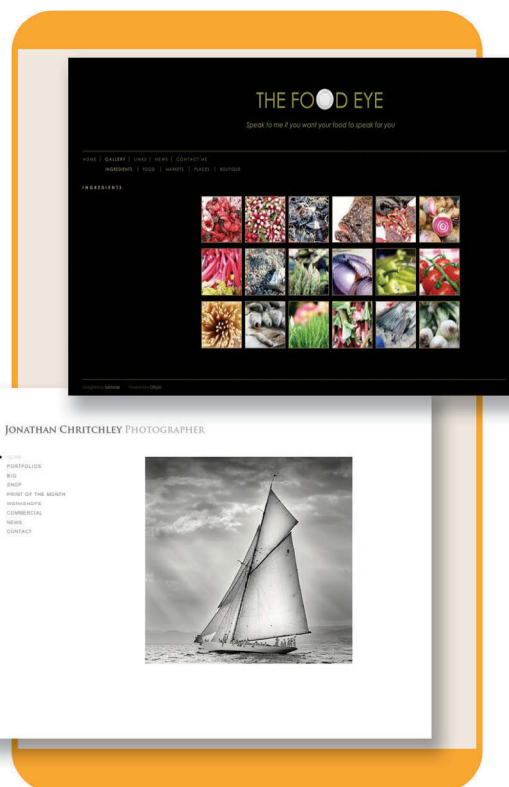 THE FOOD EYE
Speak to me if you want your food to speak for you
HOME | GALLERY | LINKS | NEWS | CONTACT ME
INGREDIENTS | FOOD | MARKETS | PLACES | BOUTIQUE
INGREDIENTS
JONATHAN CHRITCHLEY PHOTOGRAPHER
HOME
PORTFOLIOS
BIO
SHOP
PRINT OF THE MONTH
WORKSHOPS
COMMERCIAL
NEWS
CONTACT